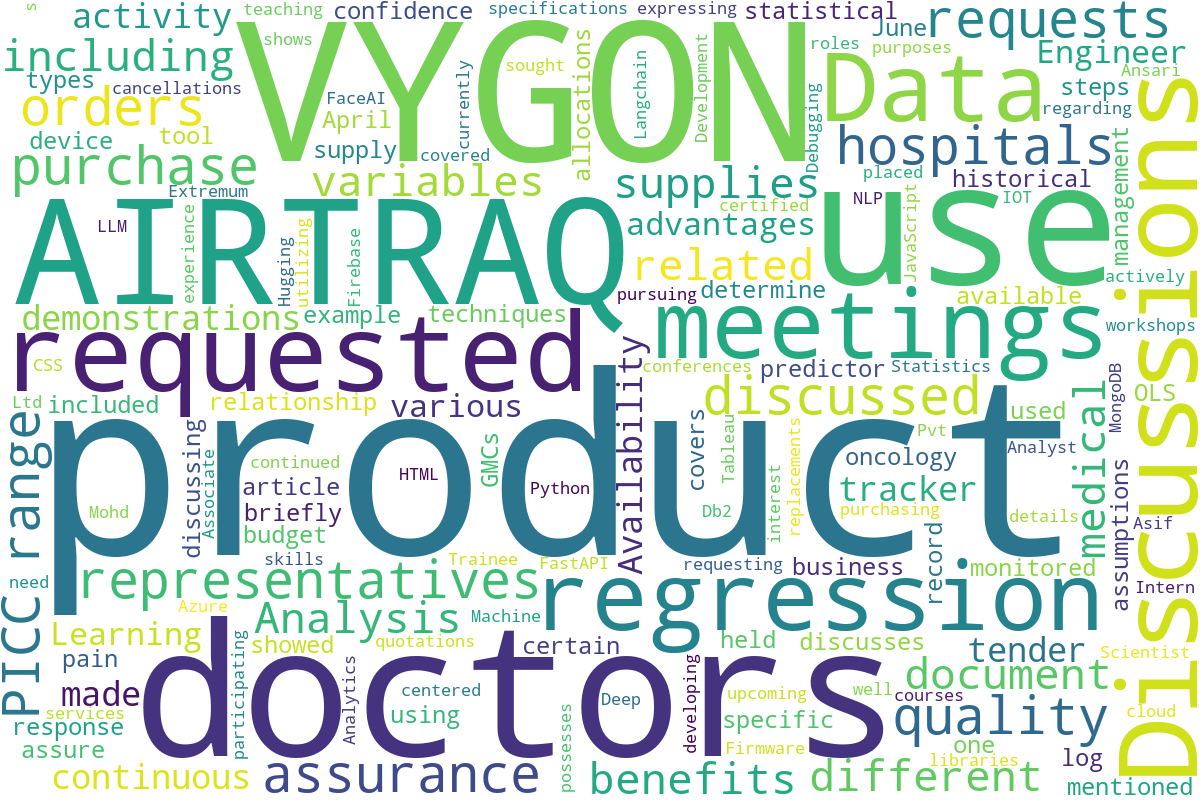 s
activity
VYGON
teaching
confidence
specifications
expressing
statistical
June
requests
including
shows
types
cancellations
FaceAI
April
currently
sought
allocations
Langchain
Development
roles
purposes
Data
Engineer
Ansari
steps
regarding
orders
device
tool
supply
covered
Debugging
hospitals
purchase
Extremum
variables
supplies
placed
historical
management
Discussions
AIRTRAQ
LLM
experience
Hugging
utilizing
Firebase
certified
advantages
NLP
JavaScript
IOT
use
related
actively
pursuing
determine
available
demonstrations
example
techniques
meetings
workshops
requested
CSS
conferences
predictor
Statistics
MongoDB
OLS
Ltd
included
relationship
various
Availability
discussed
used
PICC range
discussing
Associate
continued
GMCs
covers
Tableau
interest
replacements
Pvt
Analyst
medical
product
article
HTML
Python
oncology
tracker
Mohd
briefly
Db2
purchasing
details
assumptions
Asif
budget
need
skills
Trainee
FastAPI
requesting
business
record
monitored
Intern
representatives
regression
Azure
Analysis
Machine
Learning
showed
quotations
certain
held
discusses
tender
Scientist
pain
participating
Analytics
doctors
centered
Deep
developing
document
made
using
upcoming
well
courses
services
specific
quality
cloud
response
assure
possesses
Firmware
one
libraries
log
continuous
assurance
benefits
different
mentioned